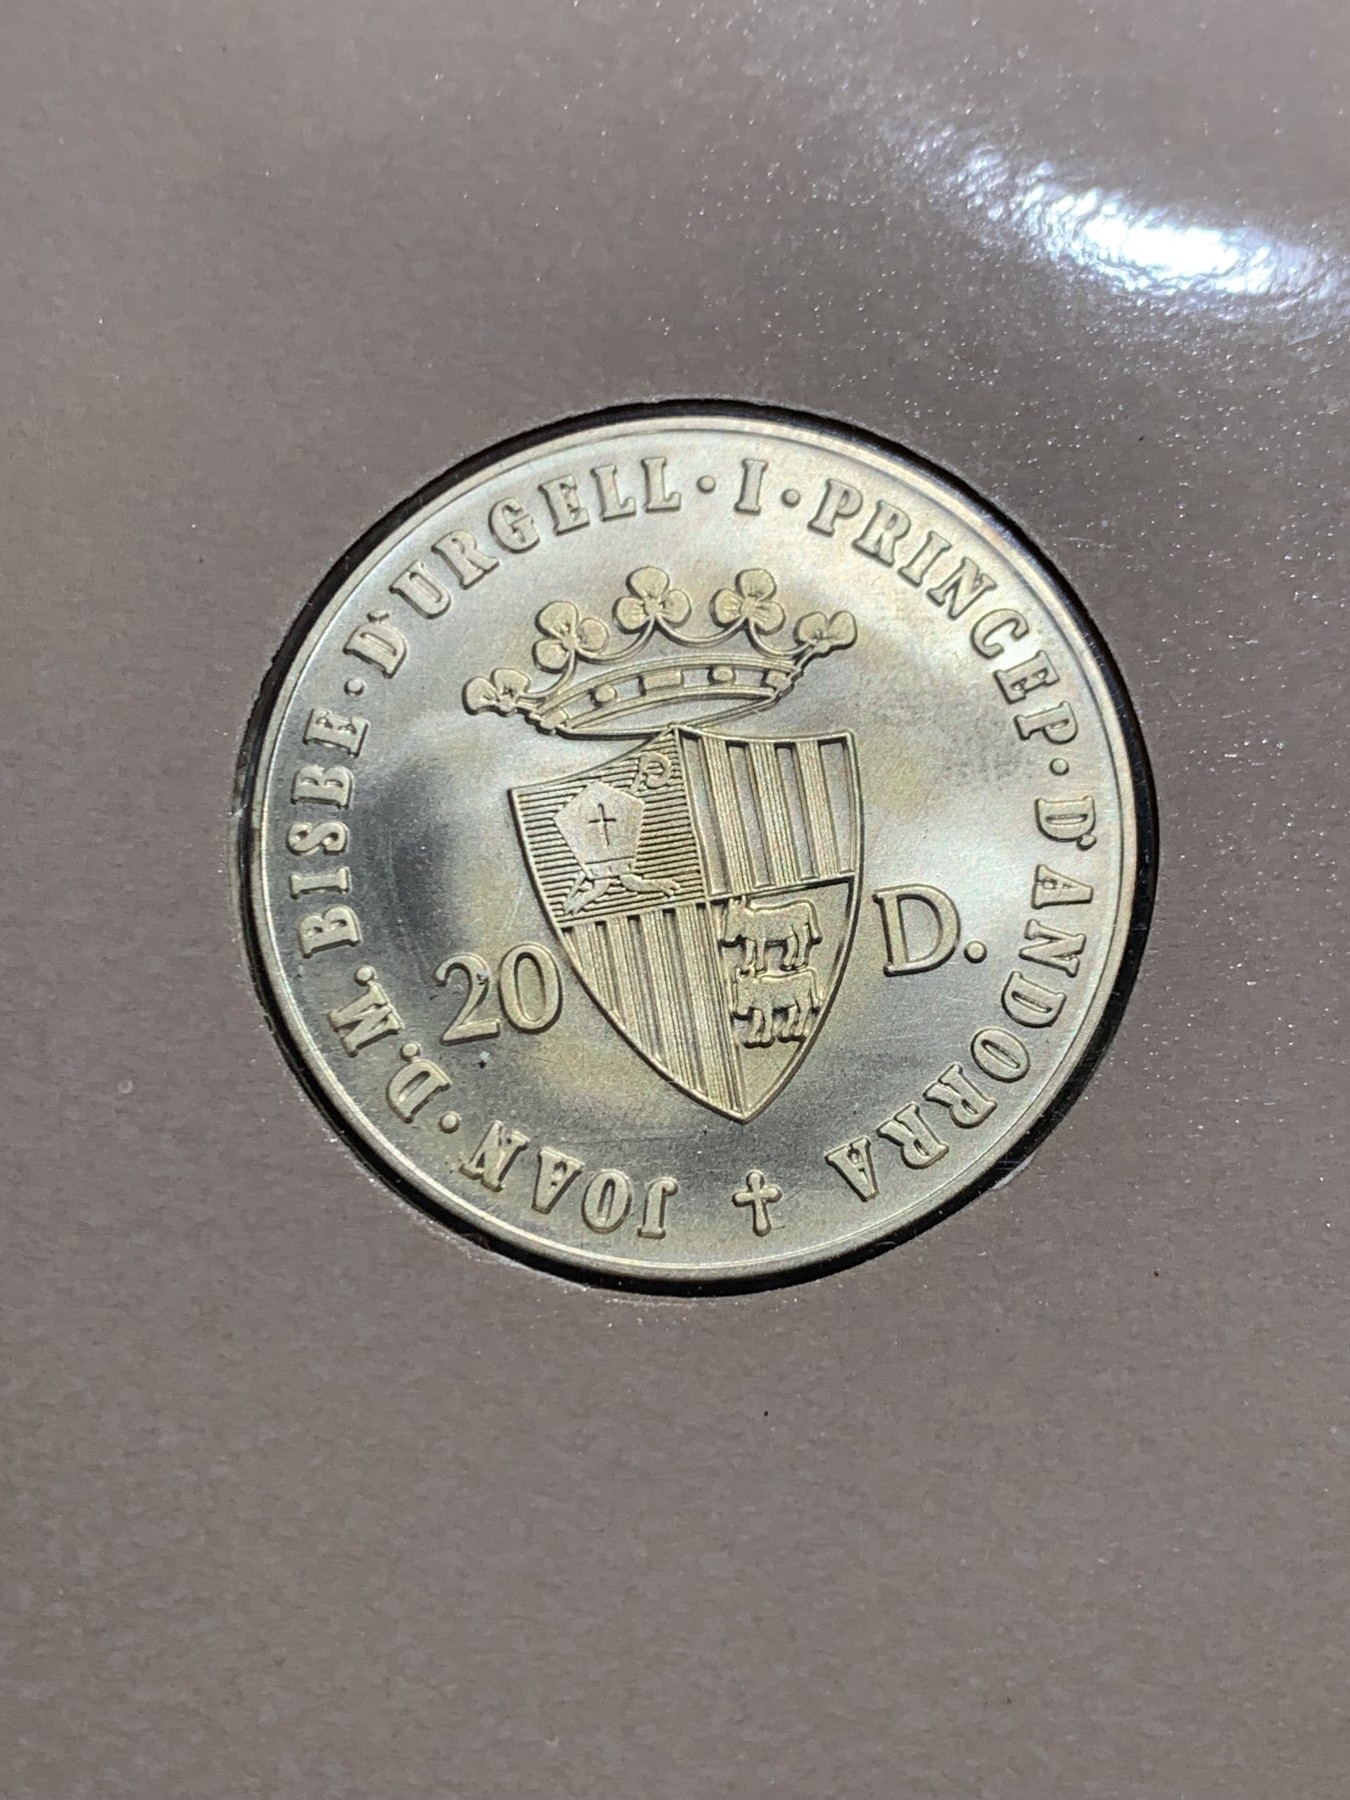 JOAN · D.M. BISBE · D'URGELL · I · PRINCEP · D'ANDORRA
20 D.